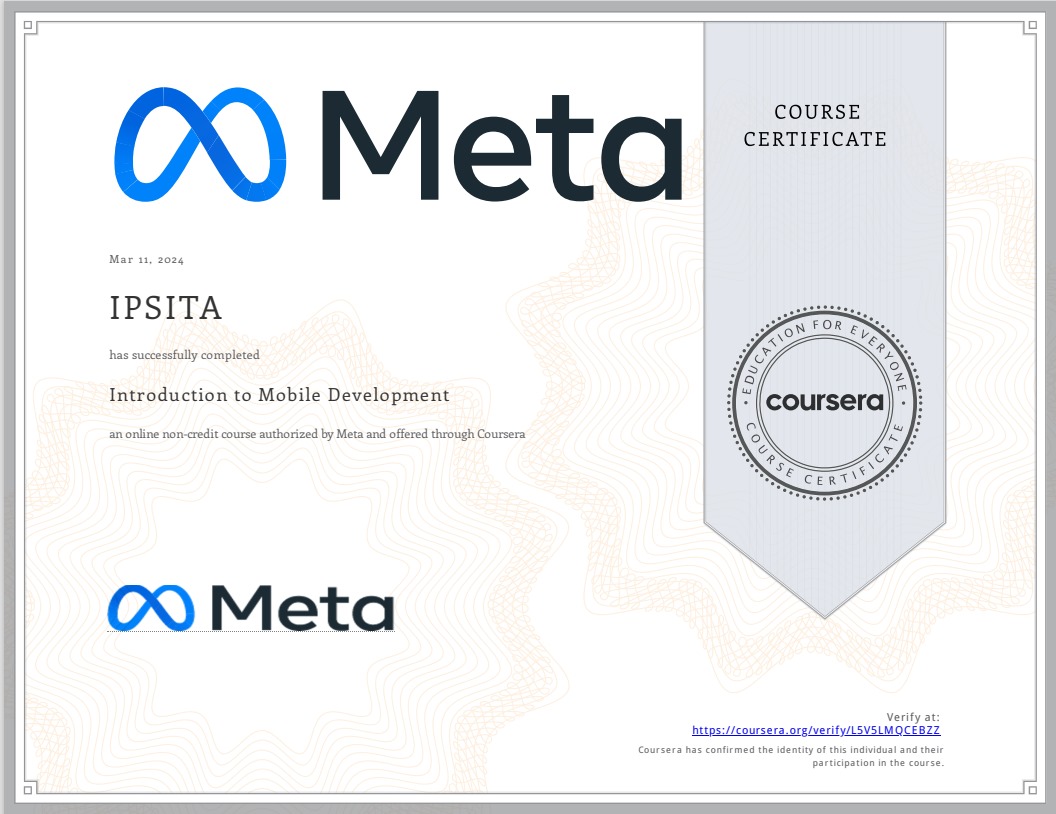 Meta
COURSE
CERTIFICATE
Mar 11, 2024
IPSITA
has successfully completed
Introduction to Mobile Development
an online non-credit course authorized by Meta and offered through Coursera
EDUCATION FOR EVERYONE
coursera
COURSE CERTIFICATE
Meta
Verify at:
https://coursera.org/verify/L5V5LMQCEBZZ
Coursera has confirmed the identity of this individual and their
participation in the course.